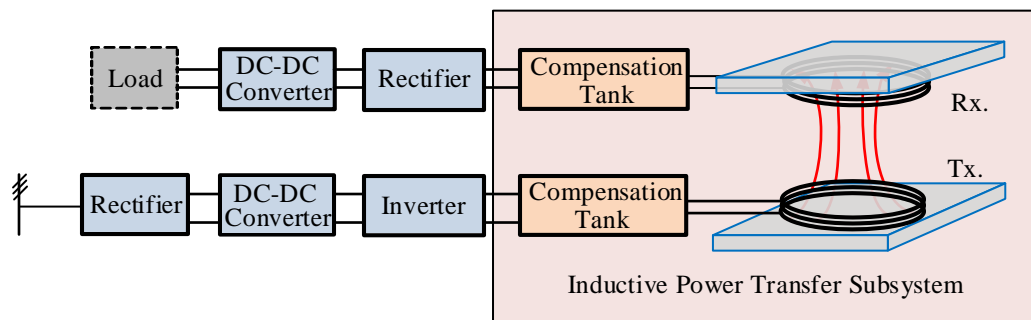 Load
DC-DC
Converter
Rectifier
Compensation
Tank
Rx.
Rectifier
DC-DC
Converter
Inverter
Compensation
Tank
Tx.
Inductive Power Transfer Subsystem